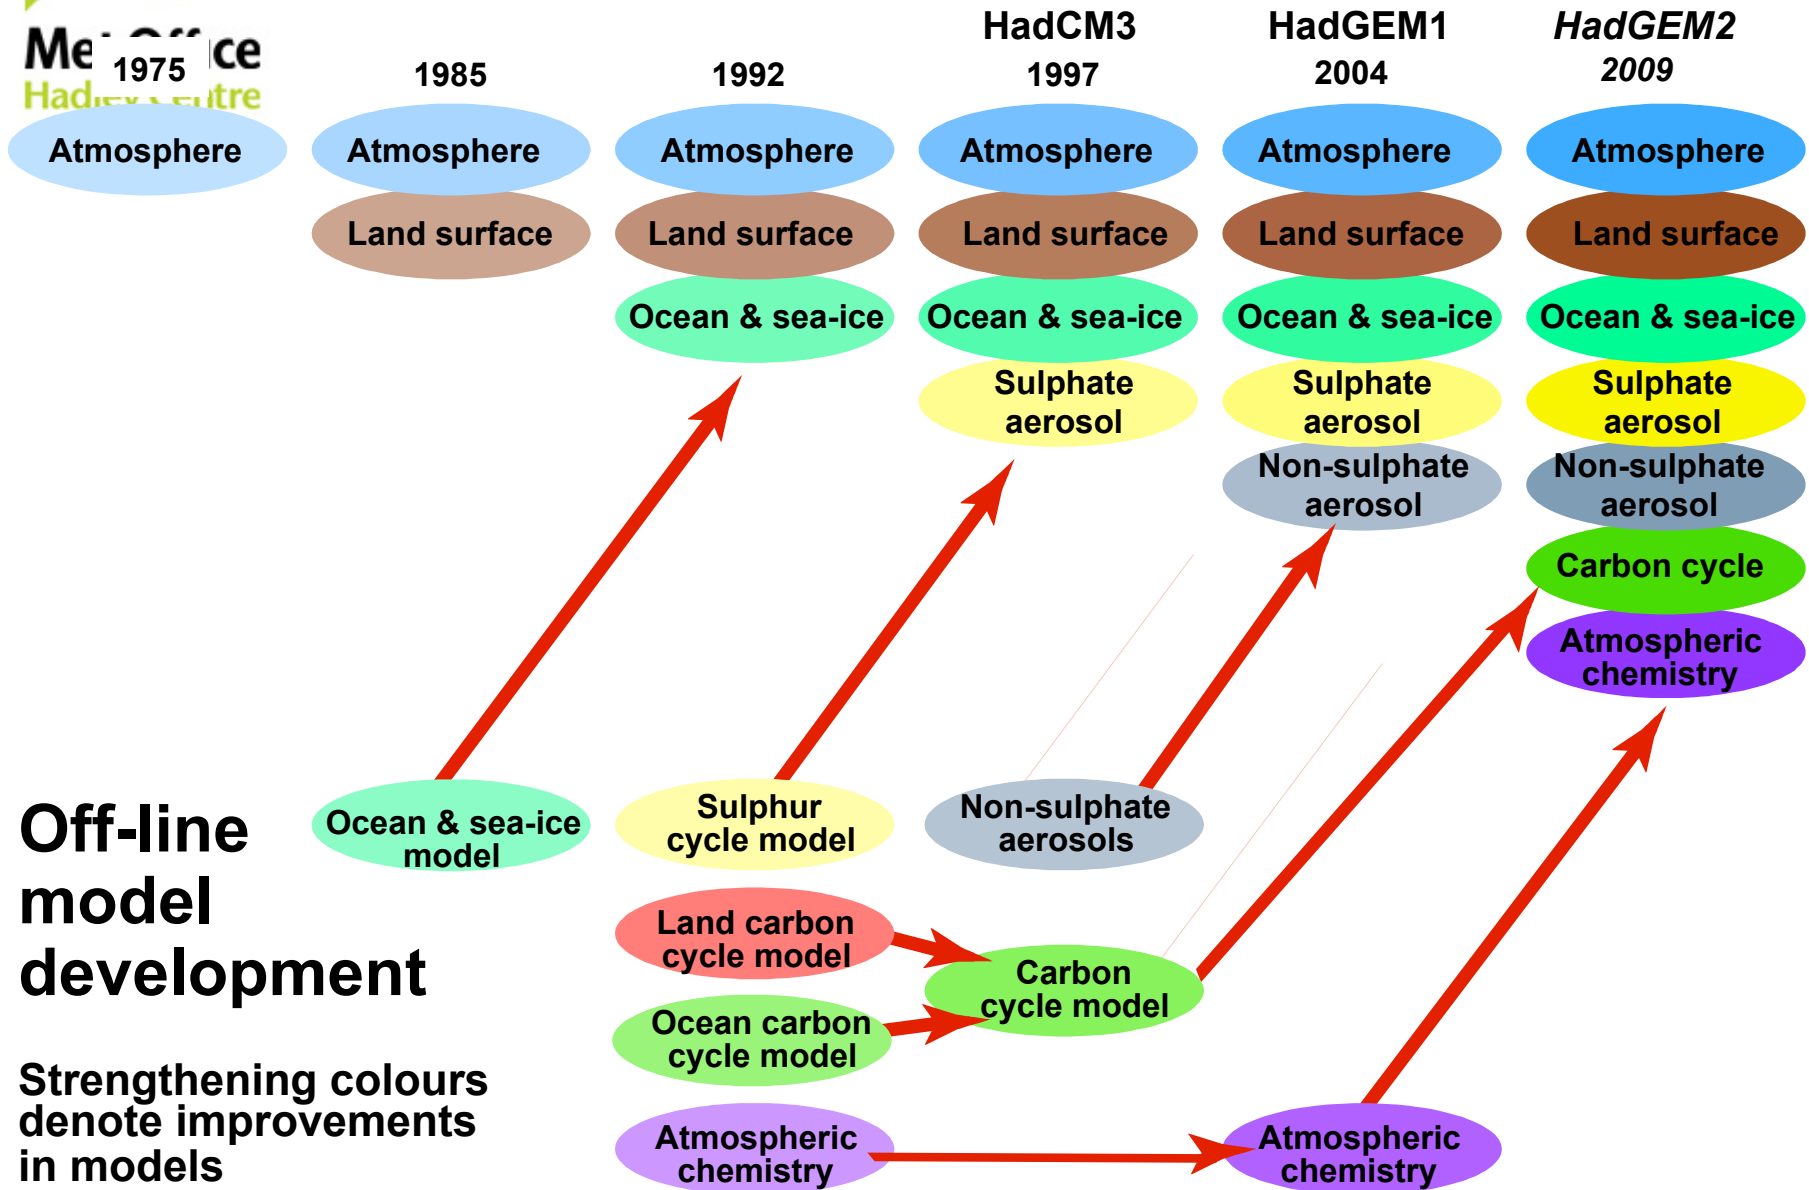 Met Office
Hadley Centre
1975
1985
1992
HadCM3
1997
HadGEM1
2004
HadGEM2
2009
Atmosphere
Atmosphere
Atmosphere
Atmosphere
Atmosphere
Atmosphere
Land surface
Land surface
Land surface
Land surface
Land surface
Ocean & sea-ice
Ocean & sea-ice
Ocean & sea-ice
Ocean & sea-ice
Sulphate
aerosol
Sulphate
aerosol
Sulphate
aerosol
Non-sulphate
aerosol
Non-sulphate
aerosol
Carbon cycle
Atmospheric
chemistry
Off-line
model
development
Ocean & sea-ice
model
Sulphur
cycle model
Non-sulphate
aerosols
Land carbon
cycle model
Carbon
cycle model
Ocean carbon
cycle model
Strengthening colours
denote improvements
in models
Atmospheric
chemistry
Atmospheric
chemistry